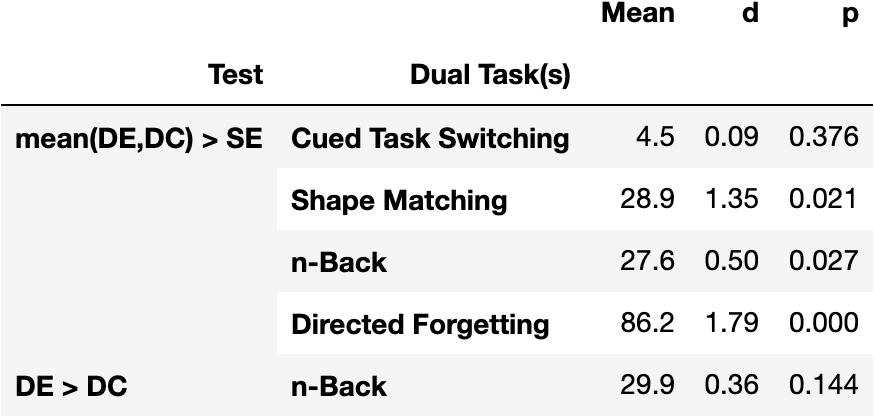 Mean d p
Test Dual Task(s)
mean(DE,DC) > SE Cued Task Switching 4.5 0.09 0.376
Shape Matching 28.9 1.35 0.021
n-Back 27.6 0.50 0.027
Directed Forgetting 86.2 1.79 0.000
DE > DC n-Back 29.9 0.36 0.144